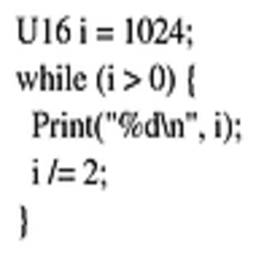 U16 i = 1024;
while (i > 0) {
Print("%d\n", i);
i /= 2;
}